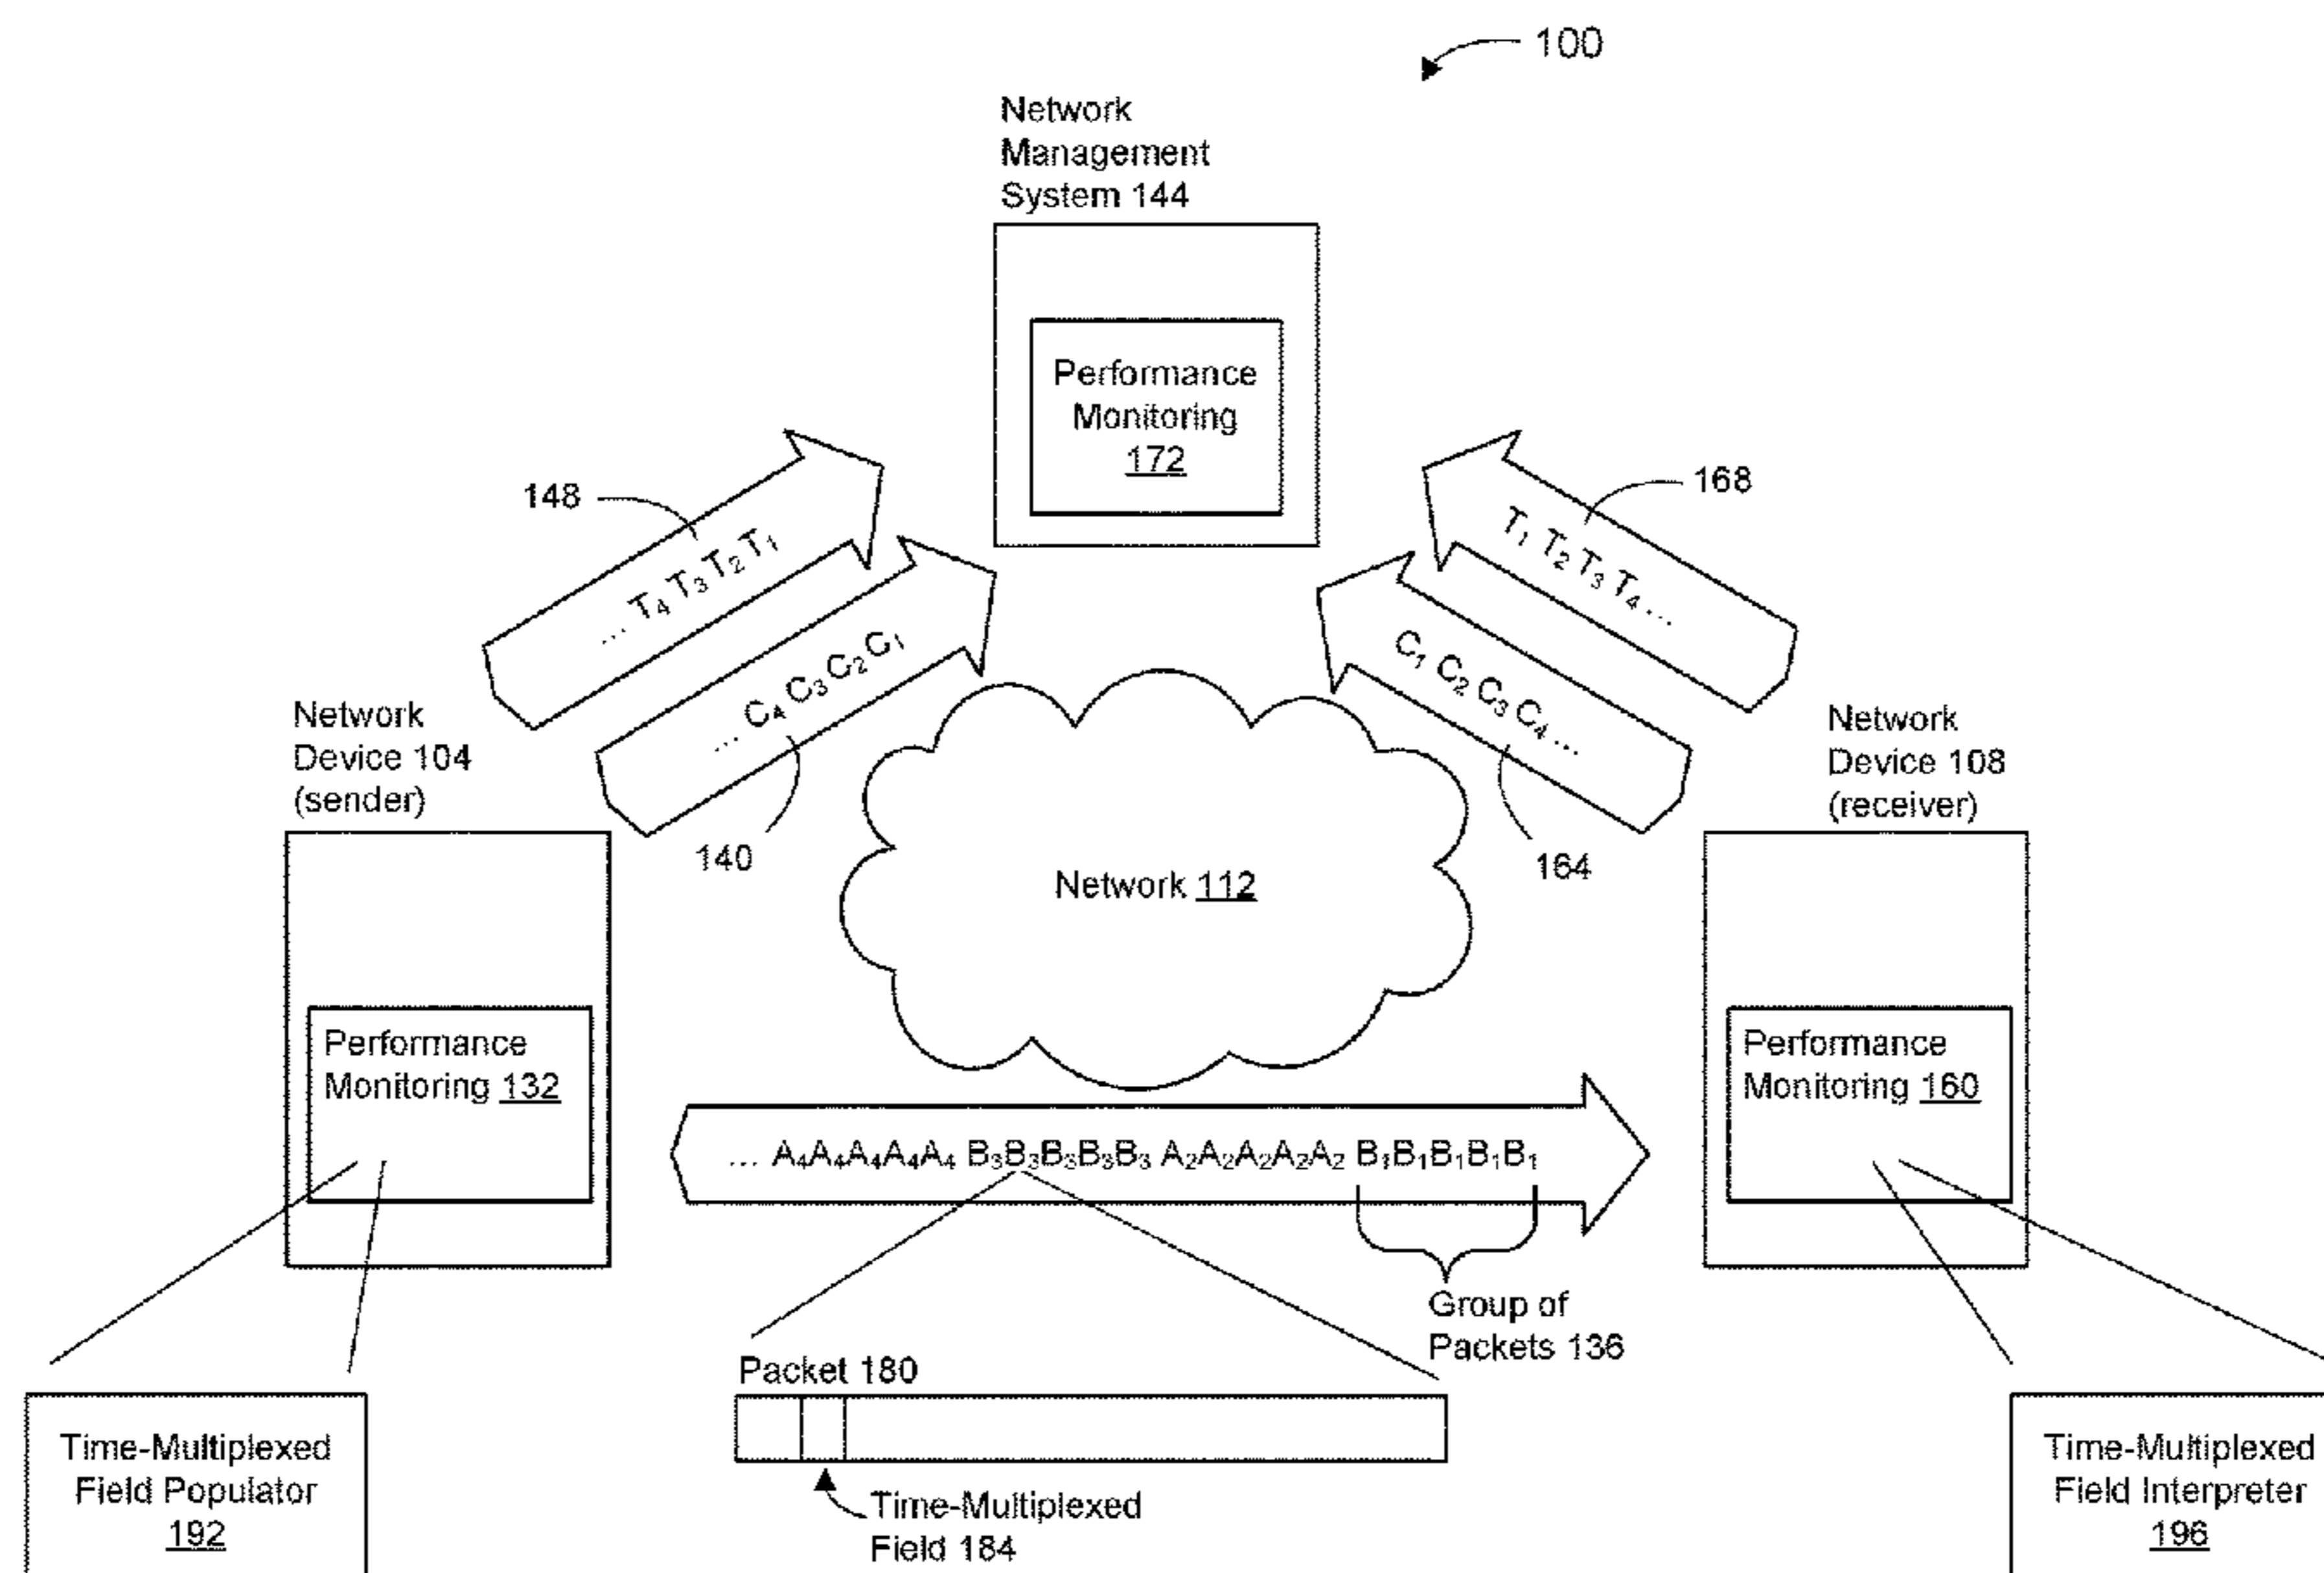 100
Network
Management
System 144
Performance
Monitoring
172
148
... T₄ T₃ T₂ T₁
168
T₁ T₂ T₃ T₄ ...
... C₄ C₃ C₂ C₁
140
C₁ C₂ C₃ C₄ ...
164
Network
Device 104
(sender)
Network
Device 108
(receiver)
Network 112
Performance
Monitoring 132
Performance
Monitoring 160
... A₄A₄A₄A₄A₄ B₃B₃B₃B₃B₃ A₂A₂A₂A₂A₂ B₁B₁B₁B₁B₁
Group of
Packets 136
Packet 180
Time-Multiplexed
Field 184
Time-Multiplexed
Field Populator
192
Time-Multiplexed
Field Interpreter
196